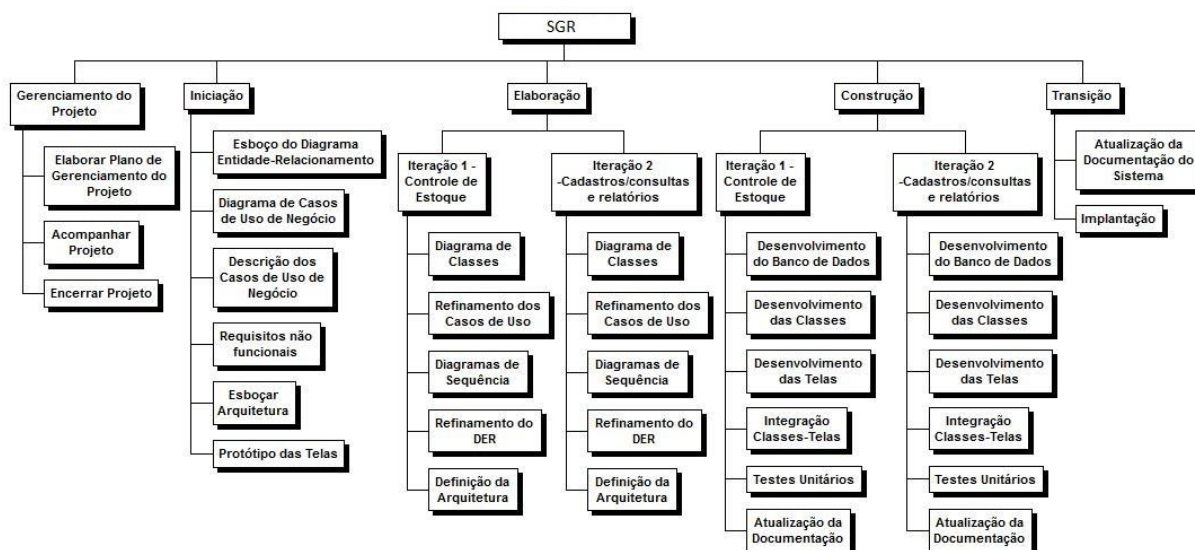 SGR
Gerenciamento do
Projeto
Elaborar Plano de
Gerenciamento do
Projeto
Acompanhar
Projeto
Encerrar Projeto
Iniciação
Esboço do Diagrama
Entidade-Relacionamento
Diagrama de Casos
de Uso de Negócio
Descrição dos
Casos de Uso de
Negócio
Requisitos não
funcionais
Esboçar
Arquitetura
Protótipo das Telas
Elaboração
Iteração 1 -
Controle de
Estoque
Diagrama de
Classes
Refinamento dos
Casos de Uso
Diagramas de
Sequência
Refinamento do
DER
Definição da
Arquitetura
Iteração 2
-Cadastros/consultas
e relatórios
Diagrama de
Classes
Refinamento dos
Casos de Uso
Diagramas de
Sequência
Refinamento do
DER
Definição da
Arquitetura
Construção
Iteração 1 -
Controle de
Estoque
Desenvolvimento
do Banco de Dados
Desenvolvimento
das Classes
Desenvolvimento
das Telas
Integração
Classes-Telas
Testes Unitários
Atualização da
Documentação
Iteração 2
-Cadastros/consultas
e relatórios
Desenvolvimento
do Banco de Dados
Desenvolvimento
das Classes
Desenvolvimento
das Telas
Integração
Classes-Telas
Testes Unitários
Atualização da
Documentação
Transição
Atualização da
Documentação do
Sistema
Implantação